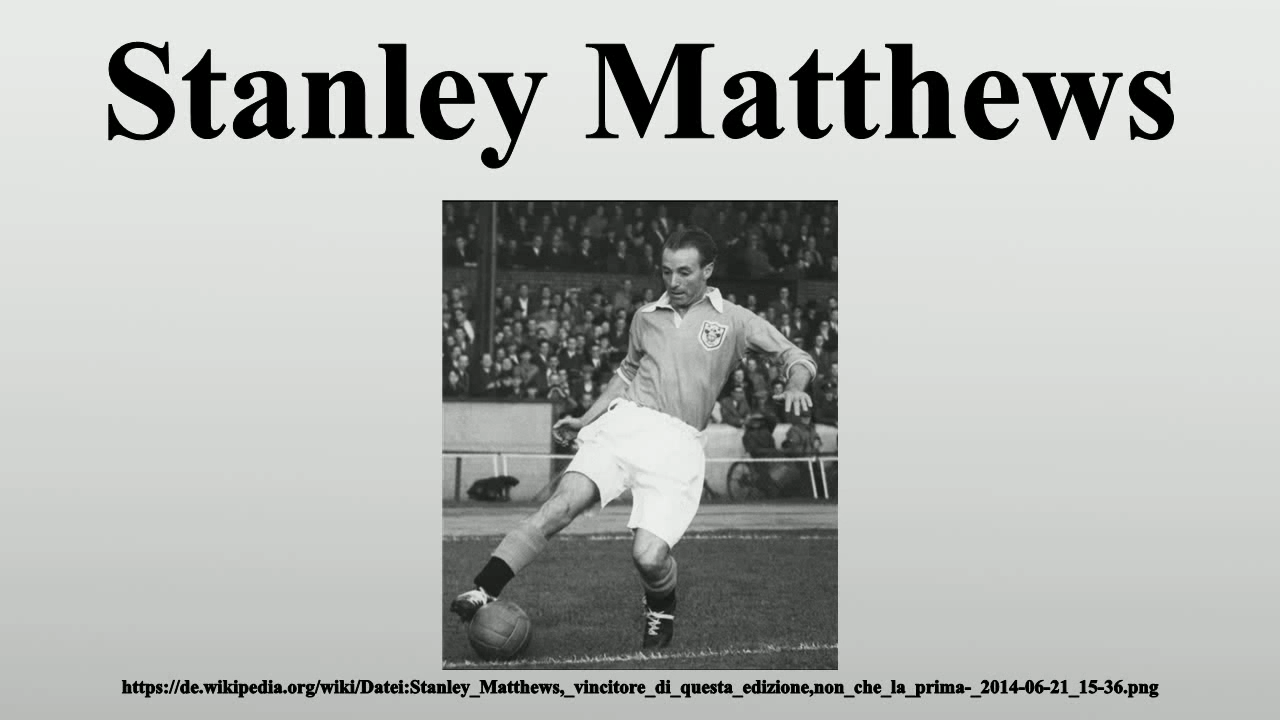 Stanley Matthews
https://de.wikipedia.org/wiki/Datei:Stanley_Matthews,_vincitore_di_questa_edizione,non_che_la_prima-_2014-06-21_15-36.png